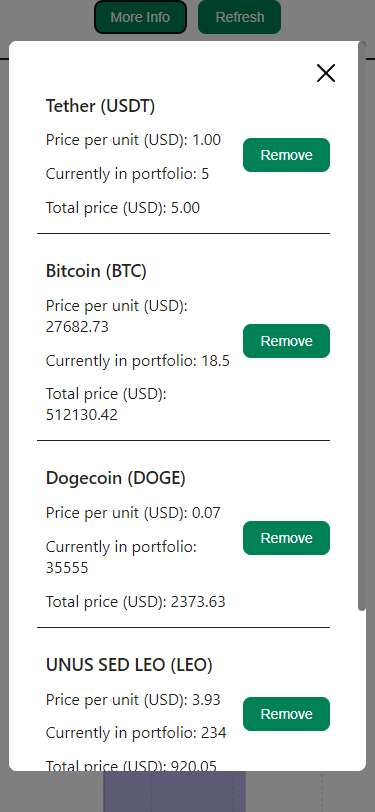 More Info
Refresh
Tether (USDT)
Price per unit (USD): 1.00
Currently in portfolio: 5
Total price (USD): 5.00
Remove
Bitcoin (BTC)
Price per unit (USD):
27682.73
Currently in portfolio: 18.5
Total price (USD):
512130.42
Remove
Dogecoin (DOGE)
Price per unit (USD): 0.07
Currently in portfolio:
35555
Total price (USD): 2373.63
Remove
UNUS SED LEO (LEO)
Price per unit (USD): 3.93
Currently in portfolio: 234
Total price (USD): 920.05
Remove